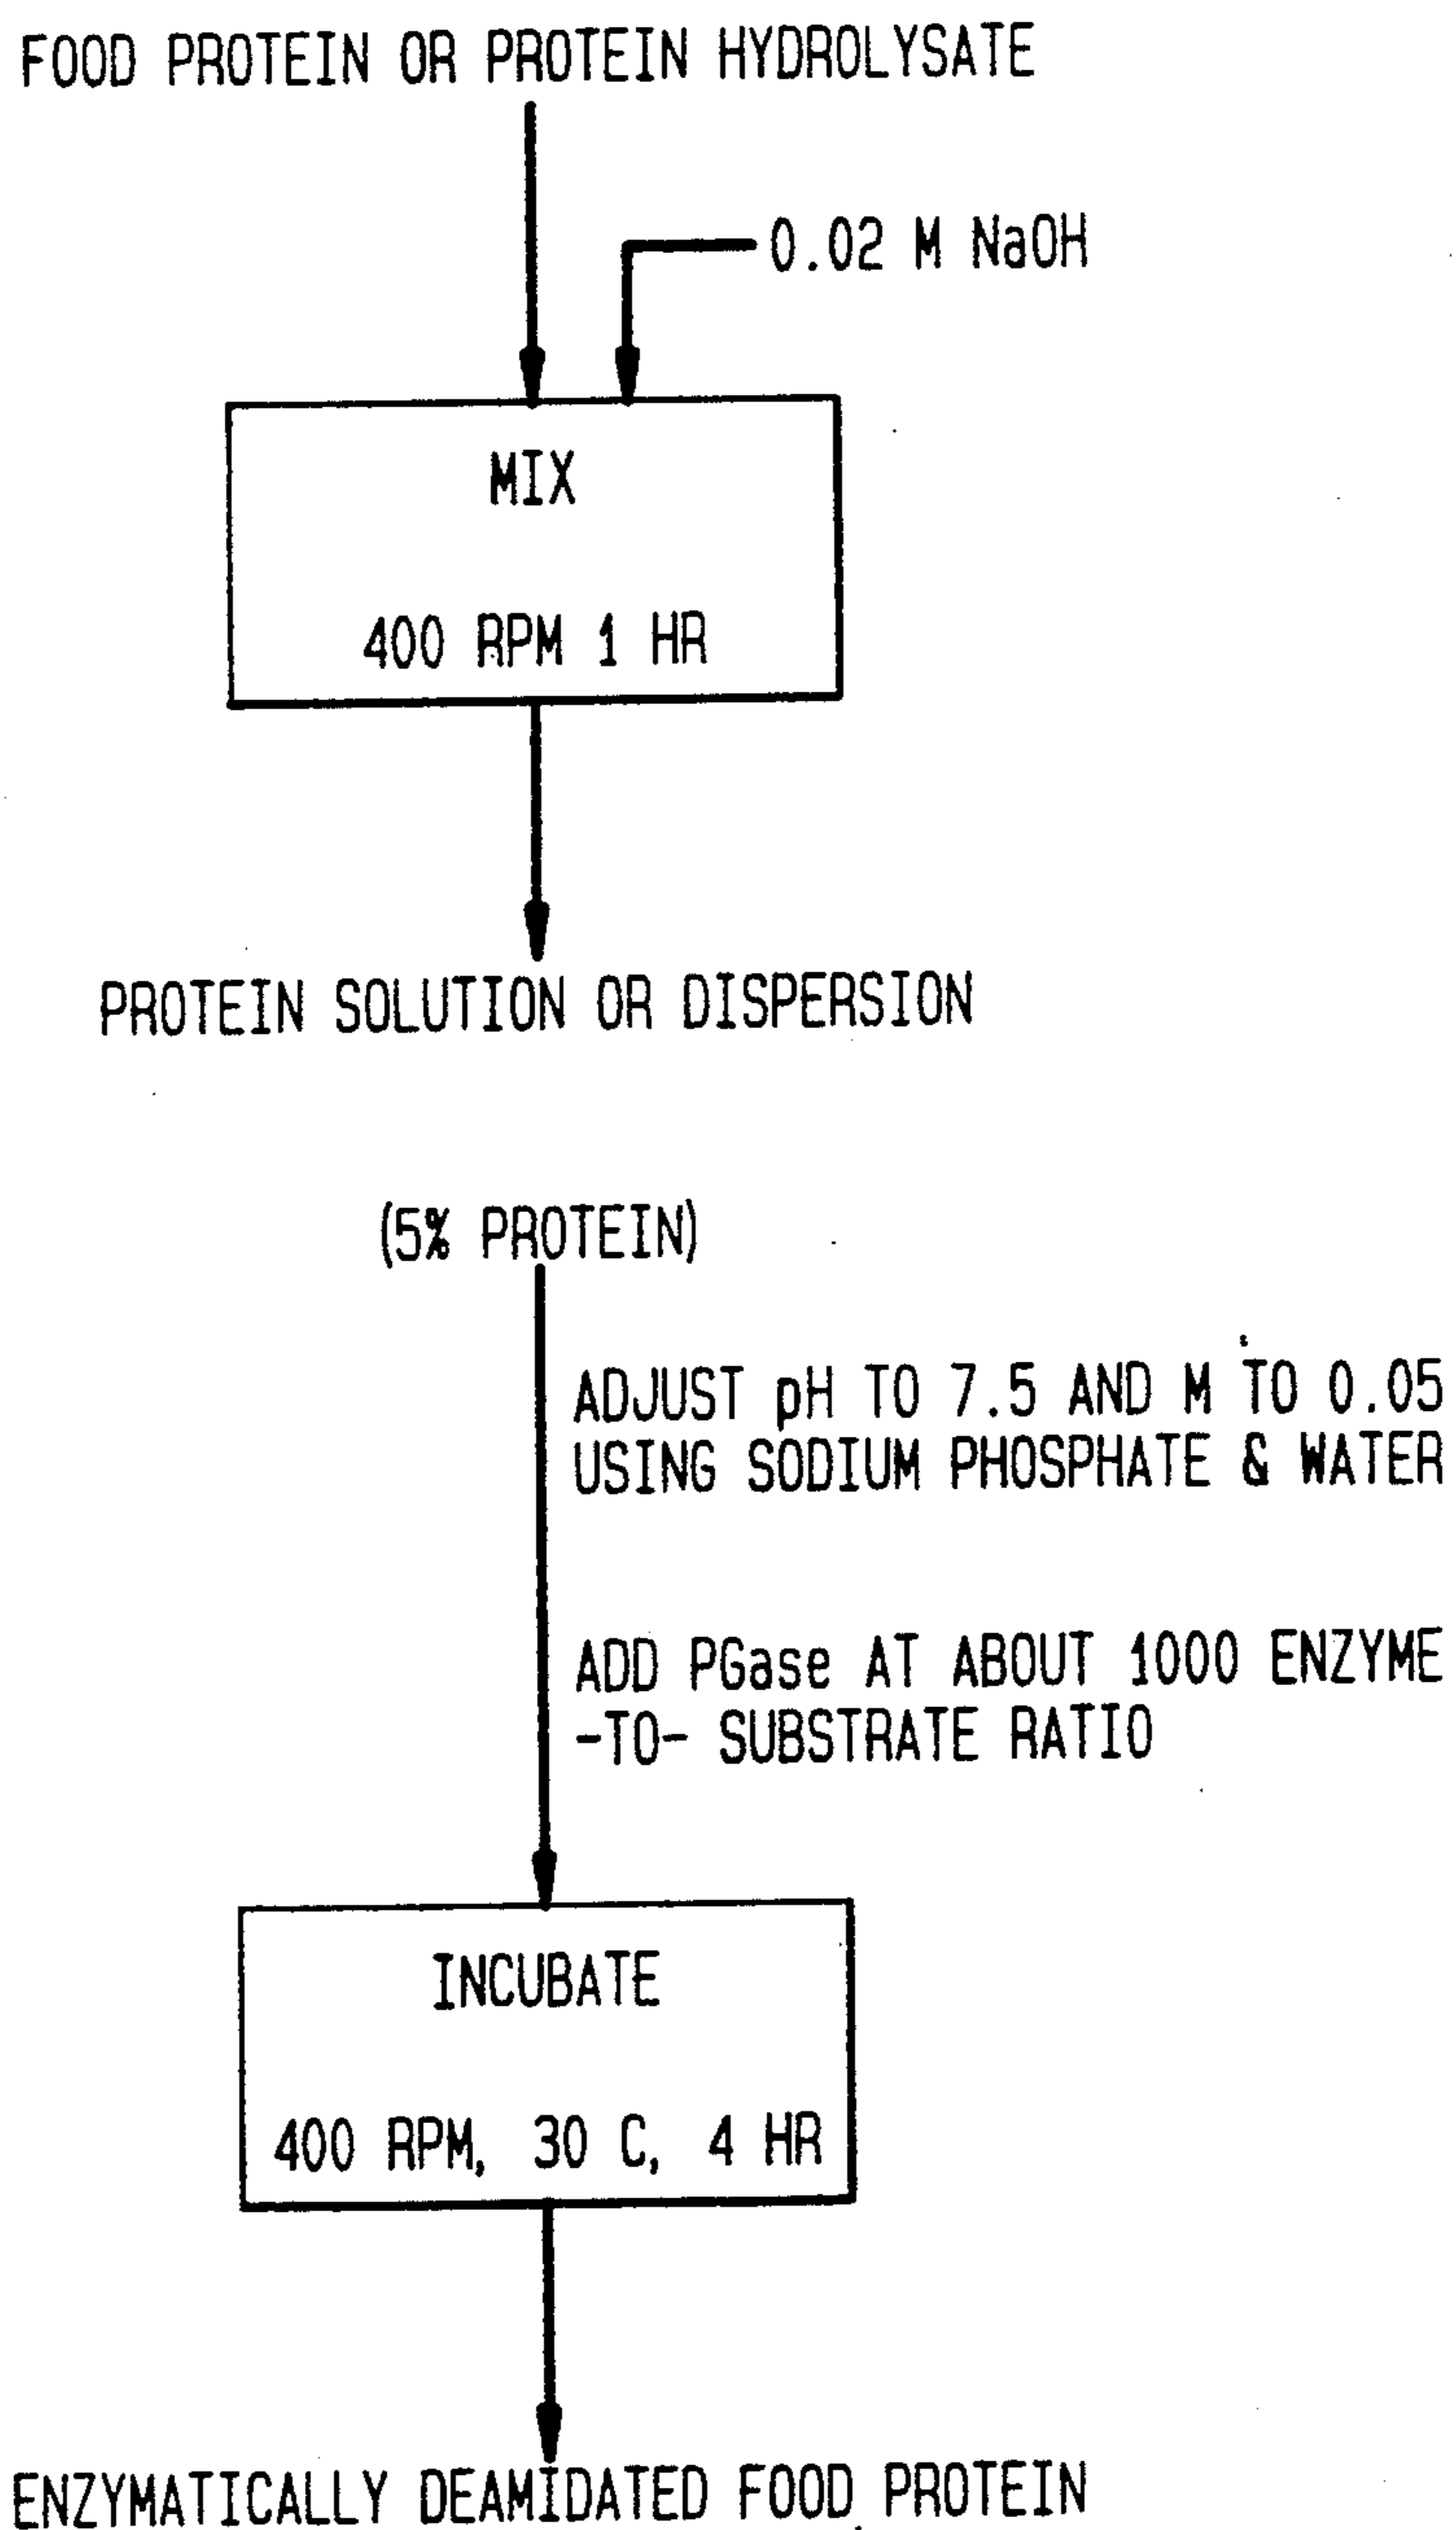 FOOD PROTEIN OR PROTEIN HYDROLYSATE
0.02 M NaOH
MIX
400 RPM 1 HR
PROTEIN SOLUTION OR DISPERSION
(5% PROTEIN)
ADJUST pH TO 7.5 AND M TO 0.05
USING SODIUM PHOSPHATE & WATER
ADD PGase AT ABOUT 1000 ENZYME
-TO- SUBSTRATE RATIO
INCUBATE
400 RPM, 30 C, 4 HR
ENZYMATICALLY DEAMIDATED FOOD PROTEIN